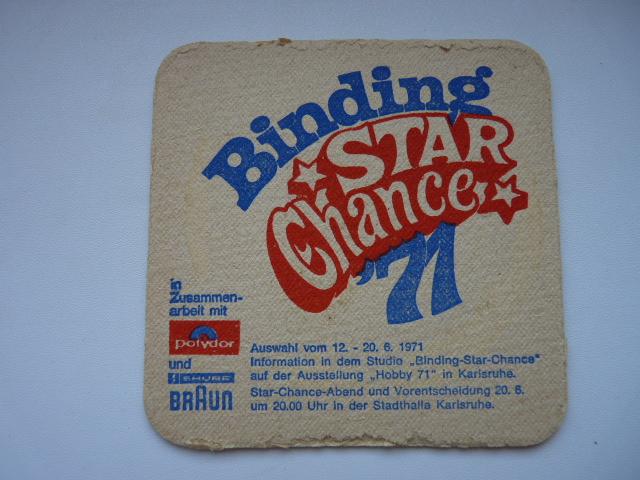 Binding
STAR
Chance
'71
in
Zusammen-
arbeit mit
polydor
und
SHURE
BRAUN
Auswahl vom 12. - 20. 6. 1971
Information in dem Studio „Binding-Star-Chance"
auf der Ausstellung „Hobby 71" in Karlsruhe.
Star-Chance-Abend und Vorentscheidung 20. 6.
um 20.00 Uhr in der Stadthalle Karlsruhe.